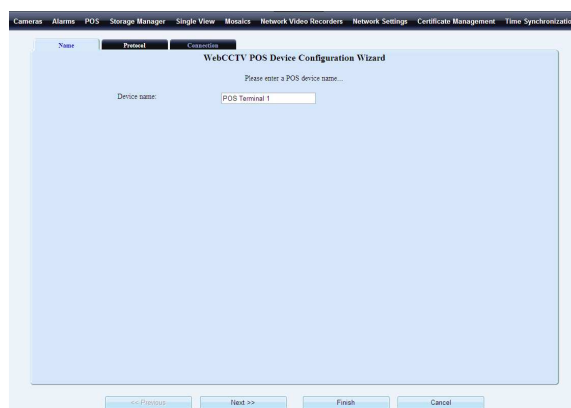 Cameras Alarms POS Storage Manager Single View Mosaics Network Video Recorders Network Settings Certificate Management Time Synchronizatio
Name Protocol Connection
WebCCTV POS Device Configuration Wizard
Please enter a POS device name...
Device name: POS Terminal 1
<< Previous Next >> Finish Cancel